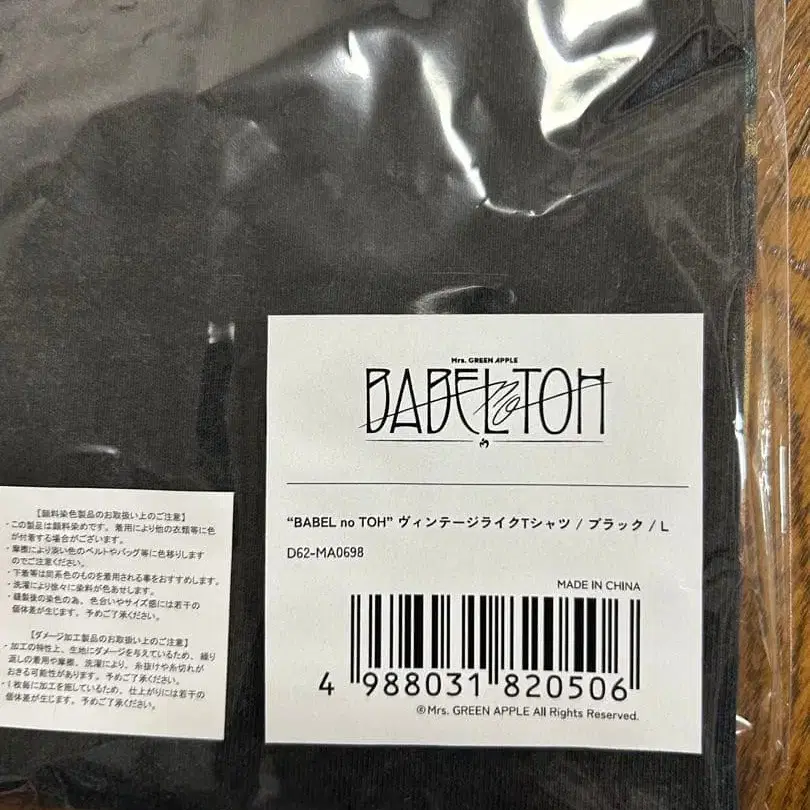 Mrs. GREEN APPLE
BABEL no TOH
“BABEL no TOH” ヴィンテージライクTシャツ / ブラック / L
D62-MA0698
MADE IN CHINA
4 988031 820506
©Mrs. GREEN APPLE All Rights Reserved.
【顔料染色製品のお取扱い上のご注意】
・この製品は顔料染めです。着用により他の衣類等に色
が付着する場合がございます。
・摩擦により淡い色のベルトやバッグ等に色移りします
のでご注意ください。
・下着等は同系色のものを着用される事をおすすめします。
・洗濯により徐々に染料が色あせします。
・縫製後の染色の為、色合いやサイズ感には若干の
個体差が生じます。予めご了承ください。
【ダメージ加工製品のお取扱い上のご注意】
・加工の特性上、生地にダメージを与えているため、繰り
返しの着用や摩擦、洗濯により、糸抜けや糸切れが
おきる可能性があります。予めご了承ください。
・1枚毎に加工を施しているため、仕上がりには若干の
個体差が生じます。予めご了承ください。